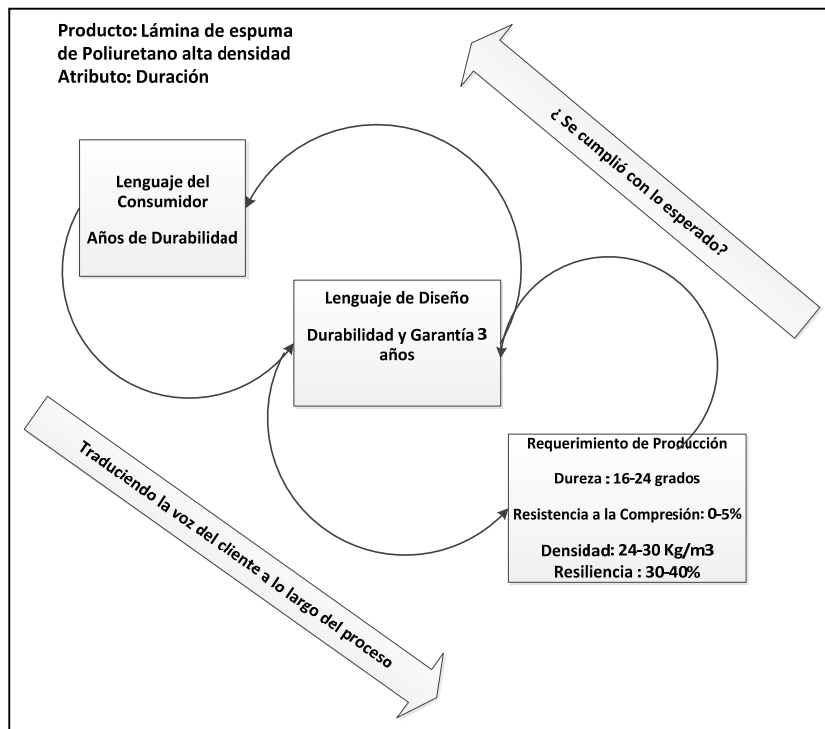 Producto: Lámina de espuma
de Poliuretano alta densidad
Atributo: Duración
¿ Se cumplió con lo esperado?
Lenguaje del
Consumidor
Años de Durabilidad
Lenguaje de Diseño
Durabilidad y Garantía 3
años
Requerimiento de Producción
Dureza : 16-24 grados
Resistencia a la Compresión: 0-5%
Densidad: 24-30 Kg/m3
Resiliencia : 30-40%
Traduciendo la voz del cliente a lo largo del proceso